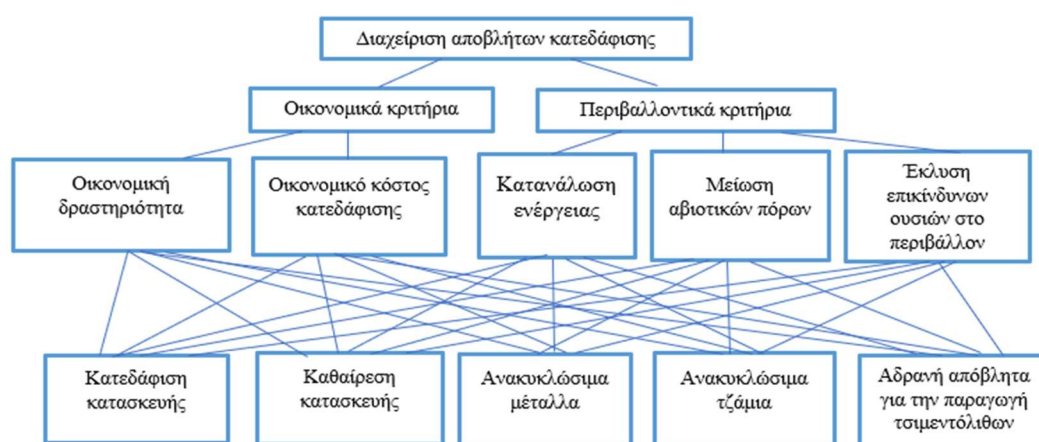 Διαχείριση αποβλήτων κατεδάφισης
Οικονομικά κριτήρια
Περιβαλλοντικά κριτήρια
Οικονομική
δραστηριότητα
Οικονομικό κόστος
κατεδάφισης
Κατανάλωση
ενέργειας
Μείωση
αβιοτικών πόρων
Έκλυση
επικίνδυνων
ουσιών στο
περιβάλλον
Κατεδάφιση
κατασκευής
Καθαίρεση
κατασκευής
Ανακυκλώσιμα
μέταλλα
Ανακυκλώσιμα
τζάμια
Αδρανή απόβλητα
για την παραγωγή
τσιμεντόλιθων